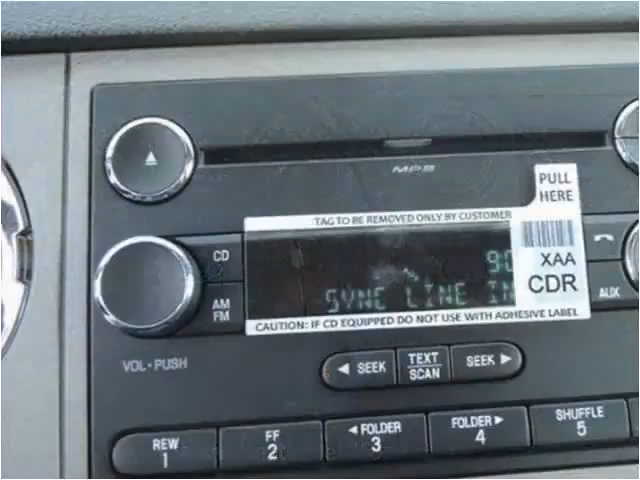 MP3
PULL
HERE
TAG TO BE REMOVED ONLY BY CUSTOMER
CD
90
XAA
AM
FM
SYNC LINE IN
CDR
AUX
CAUTION: IF CD EQUIPPED DO NOT USE WITH ADHESIVE LABEL
VOL-PUSH
◄ SEEK
TEXT
SCAN
SEEK ►
REW
1
FF
2
◄ FOLDER
3
FOLDER ►
4
SHUFFLE
5